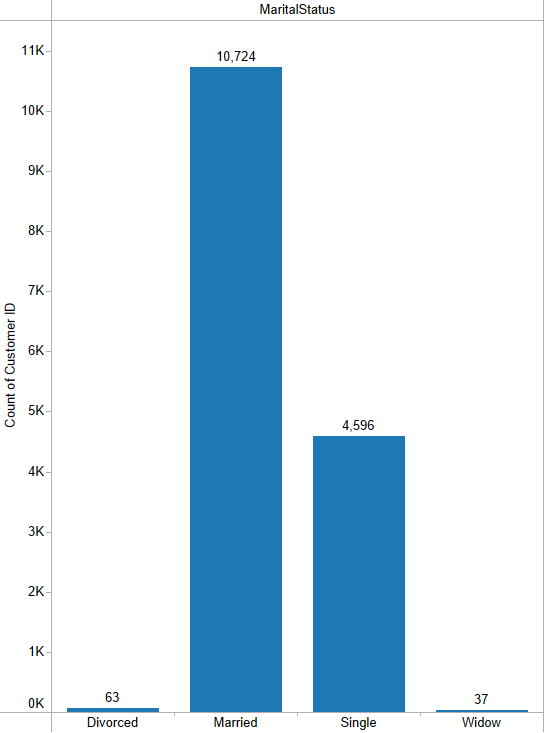 MaritalStatus
Count of Customer ID
11K
10K
9K
8K
7K
6K
5K
4K
3K
2K
1K
0K
63
10,724
4,596
37
Divorced
Married
Single
Widow